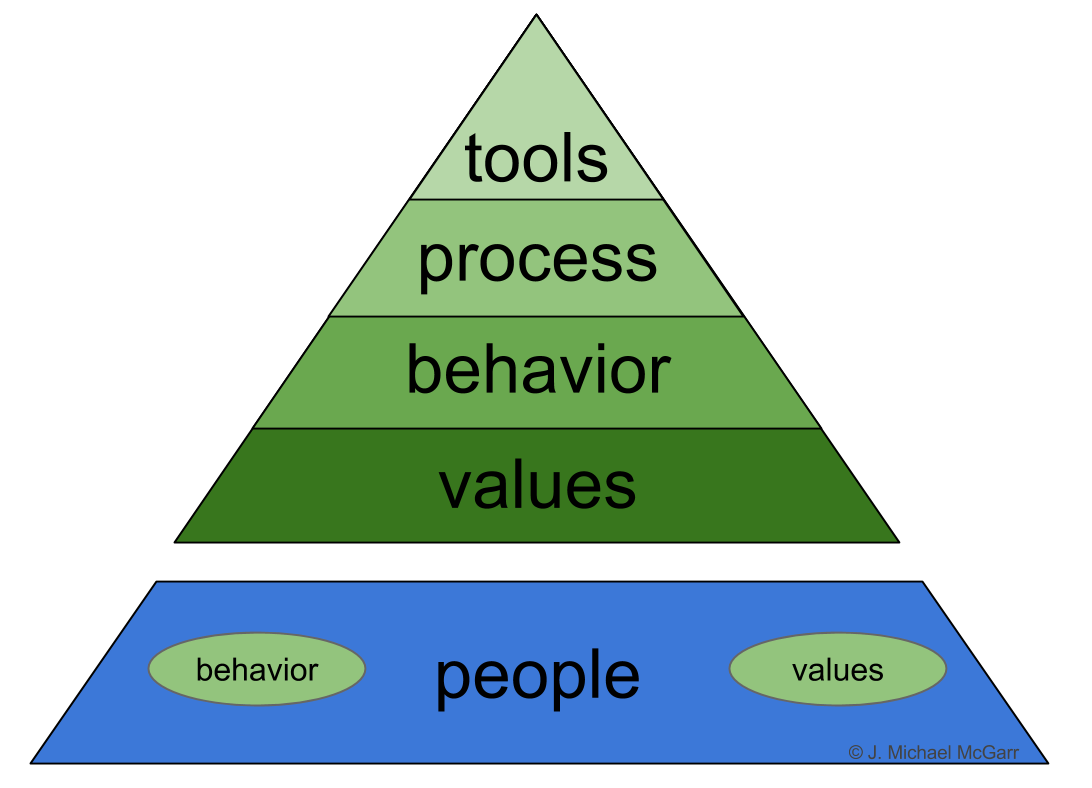 tools
process
behavior
values
behavior people values
© J. Michael McGarr